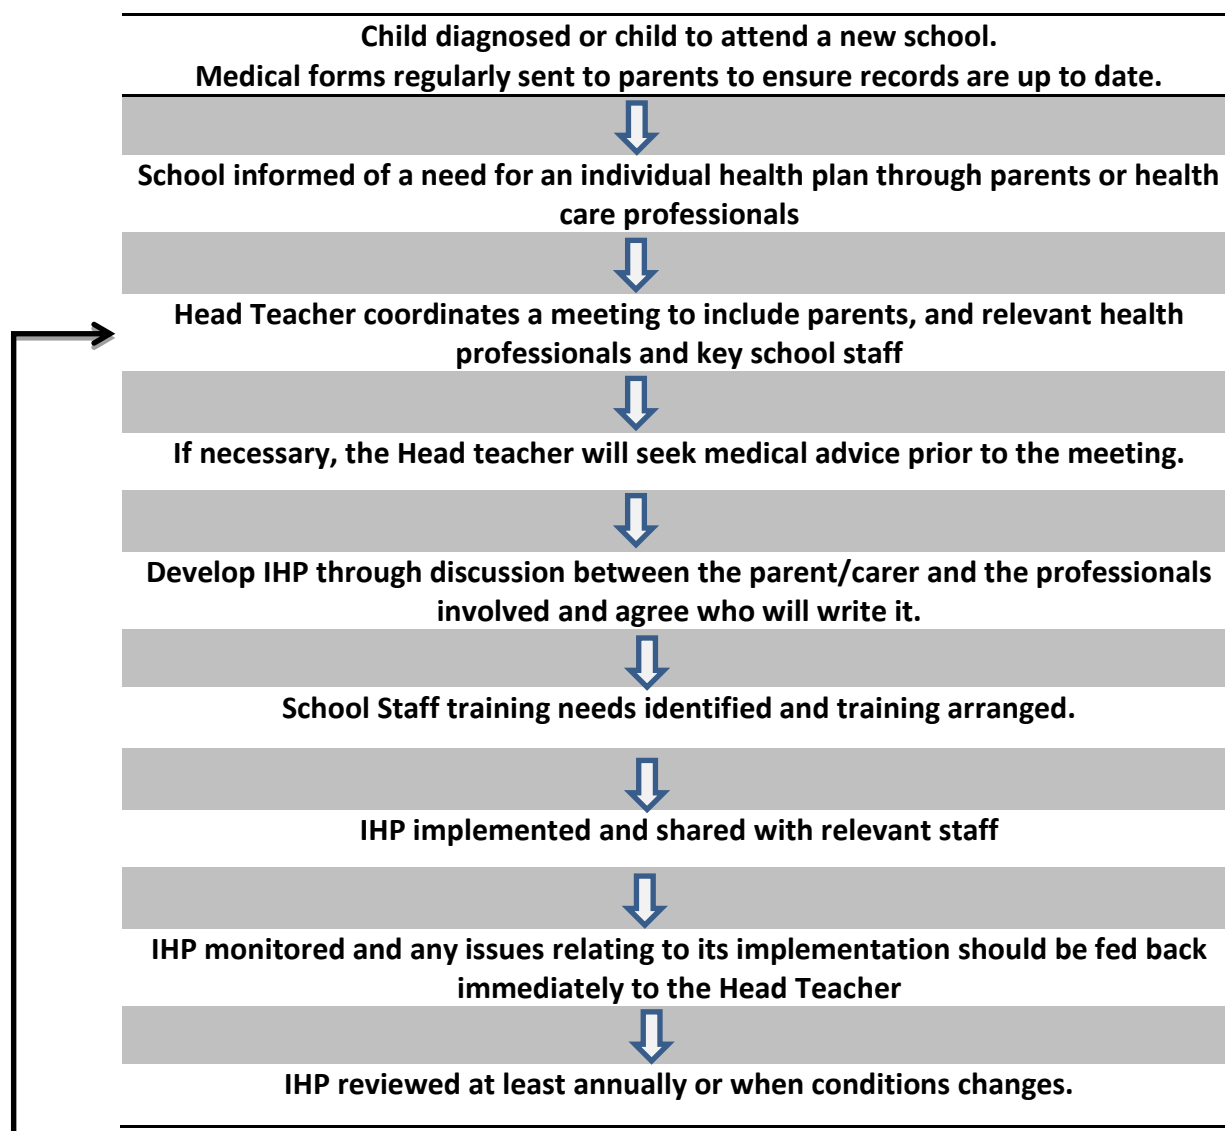 Child diagnosed or child to attend a new school.
Medical forms regularly sent to parents to ensure records are up to date.
School informed of a need for an individual health plan through parents or health
care professionals
Head Teacher coordinates a meeting to include parents, and relevant health
professionals and key school staff
If necessary, the Head teacher will seek medical advice prior to the meeting.
Develop IHP through discussion between the parent/carer and the professionals
involved and agree who will write it.
School Staff training needs identified and training arranged.
IHP implemented and shared with relevant staff
IHP monitored and any issues relating to its implementation should be fed back
immediately to the Head Teacher
IHP reviewed at least annually or when conditions changes.